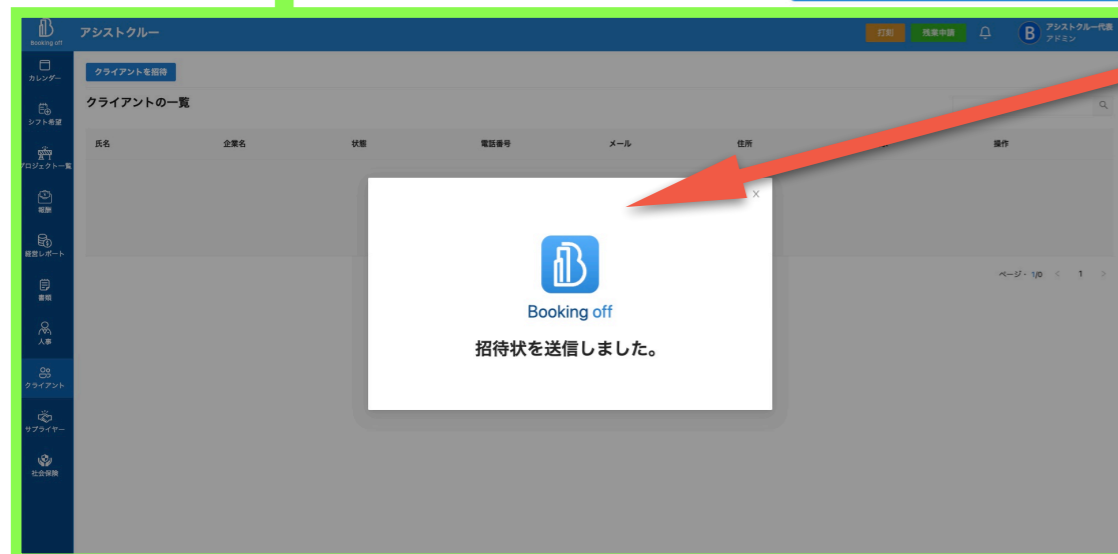 Booking off
アシストクルー
打刻
残業申請
B
アシストクルー代表
アドミン
カレンダー
シフト希望
プロジェクト一覧
報酬
経営レポート
書類
人事
クライアント
サプライヤー
社会保険
クライアントを招待
クライアントの一覧
氏名 企業名 状態 電話番号 メール 住所 操作
×
Booking off
招待状を送信しました。
ページ - 1/0 < 1 >